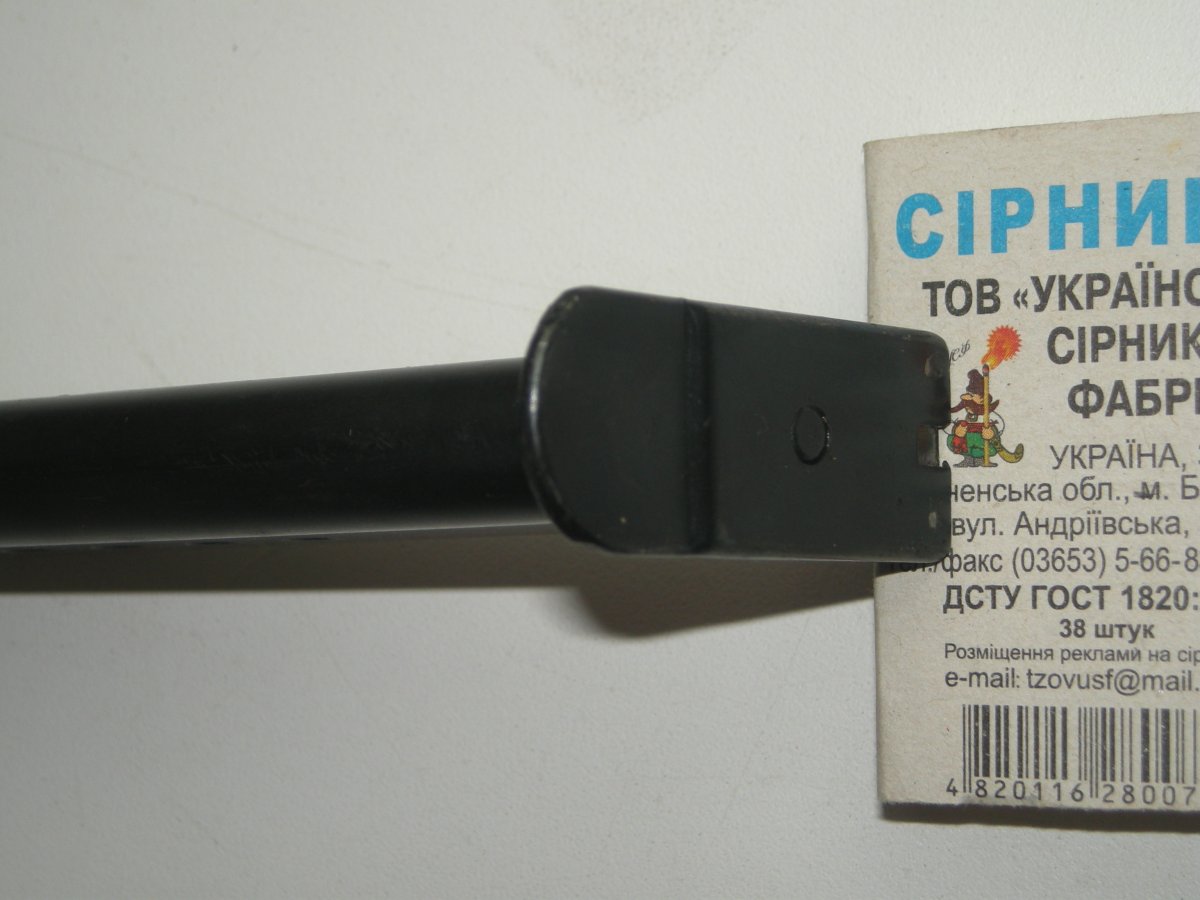 СІРНИ
ТОВ «УКРАЇНС
СІРНИК
ФАБР
УКРАЇНА,
ненська обл., м. Б
вул. Андріївська,
факс (03653) 5-66-8
ДСТУ ГОСТ 1820:
38 штук
Розміщення реклами на сір
e-mail: tzovusf@mail.
4 820116 28007